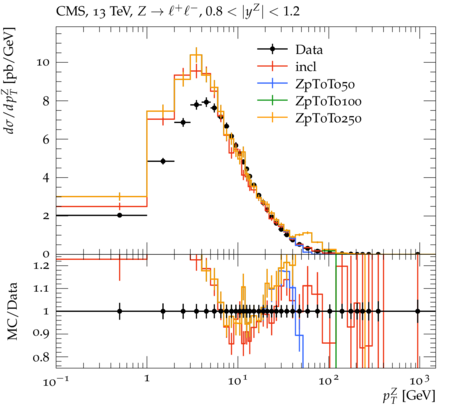 CMS, 13 TeV, Z → ℓ⁺ℓ⁻, 0.8 < |y^Z| < 1.2
dσ/dp_T^Z [pb/GeV]
10
8
6
4
2
0
Data
incl
ZpToTo50
ZpToTo100
ZpToTo250
MC/Data
1.2
1.1
1
0.9
0.8
10⁻¹ 1 10¹ 10² 10³
p_T^Z [GeV]